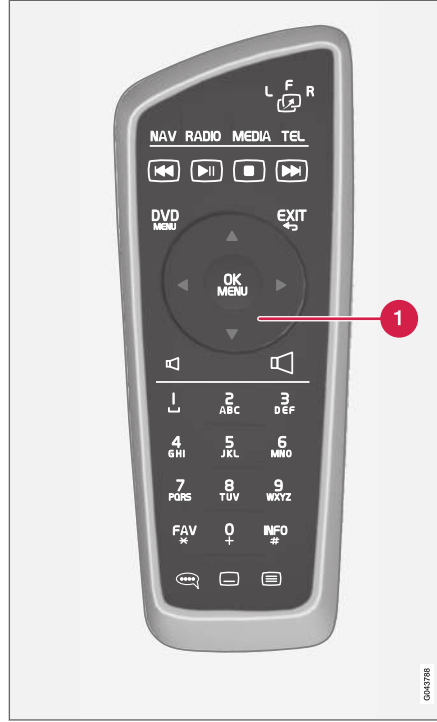 L F R
NAV RADIO MEDIA TEL
DVD EXIT
MENU
OK
MENU
1
1 2 3
ABC DEF
4 5 6
GHI JKL MNO
7 8 9
PQRS TUV WXYZ
FAV 0 INFO
* + #
G043788